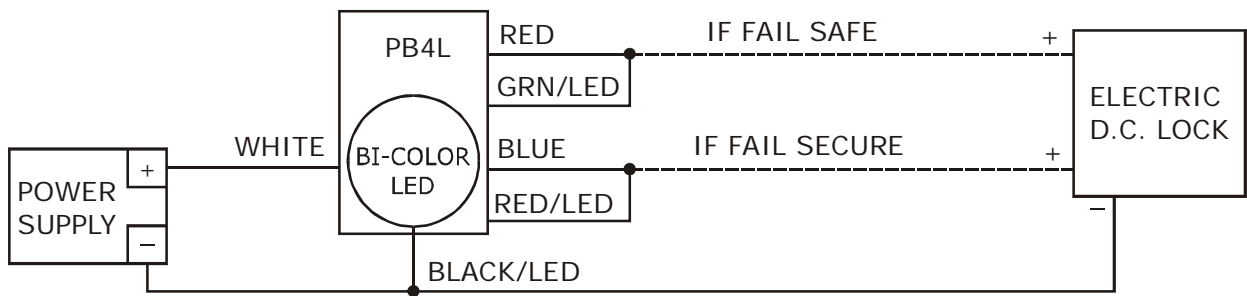 PB4L
RED
IF FAIL SAFE
+
GRN/LED
ELECTRIC
D.C. LOCK
WHITE
BI-COLOR
LED
BLUE
IF FAIL SECURE
+
POWER
SUPPLY
+
−
RED/LED
−
BLACK/LED